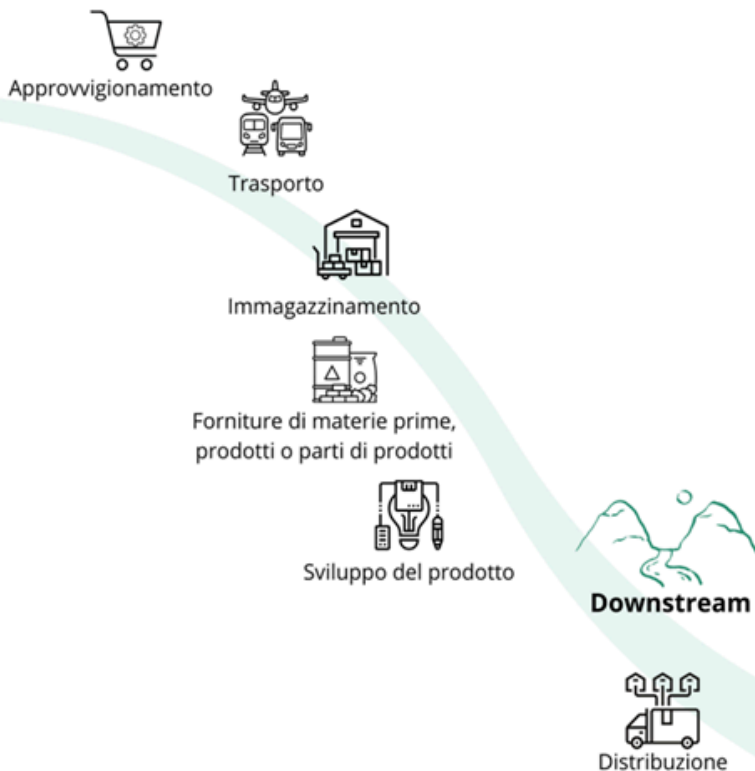 Approvvigionamento
Trasporto
Immagazzinamento
Forniture di materie prime,
prodotti o parti di prodotti
Sviluppo del prodotto
Downstream
Distribuzione